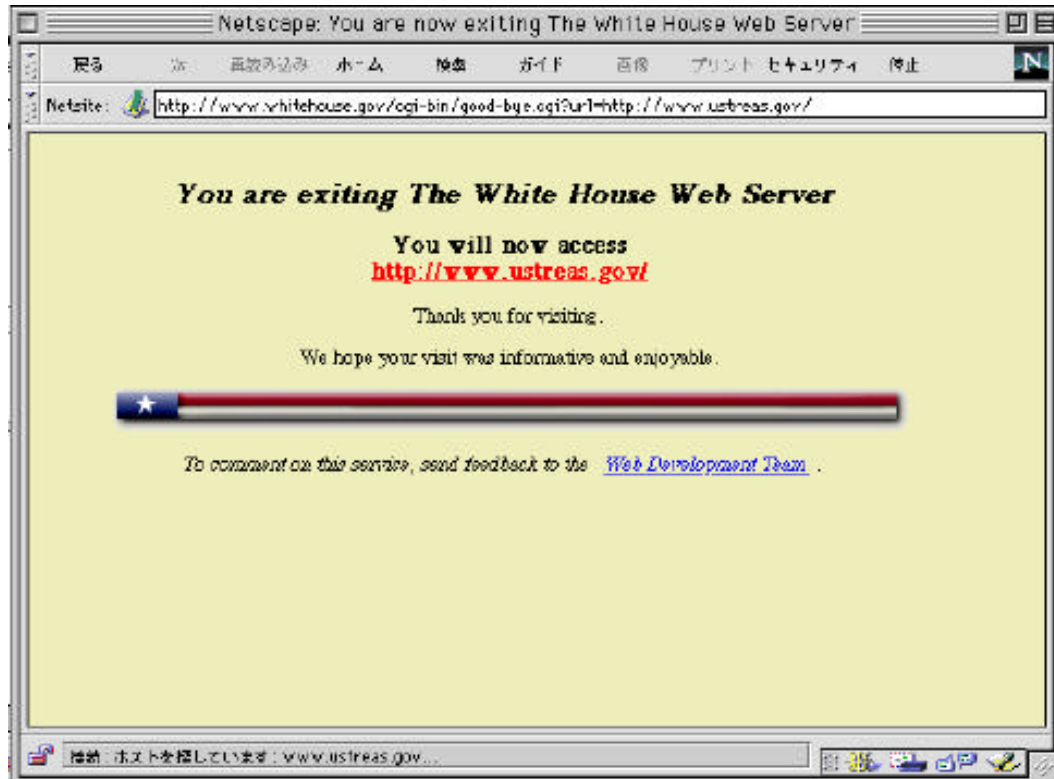 Netscape: You are now exiting The White House Web Server
戻る 次へ 再読み込み ホーム 検索 ガイド 画像 プリント セキュリティ 停止 N
Netsite: http://www.whitehouse.gov/cgi-bin/good-bye.cgi?url=http://www.ustreas.gov/
You are exiting The White House Web Server
You will now access
http://www.ustreas.gov/
Thank you for visiting.
We hope your visit was informative and enjoyable.
To comment on this service, send feedback to the Web Development Team .
接続 : ホストを探しています : www.ustreas.gov...